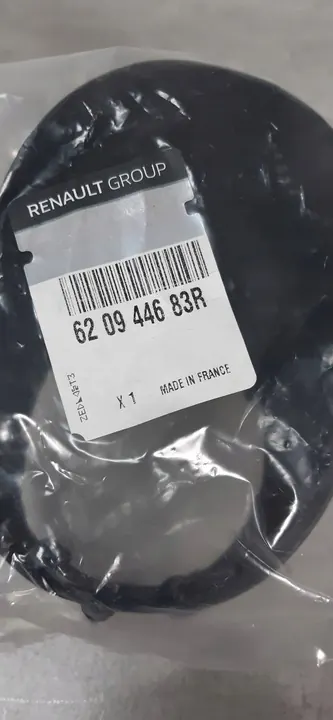 RENAULT GROUP
62 09 446 83R
X 1 MADE IN FRANCE